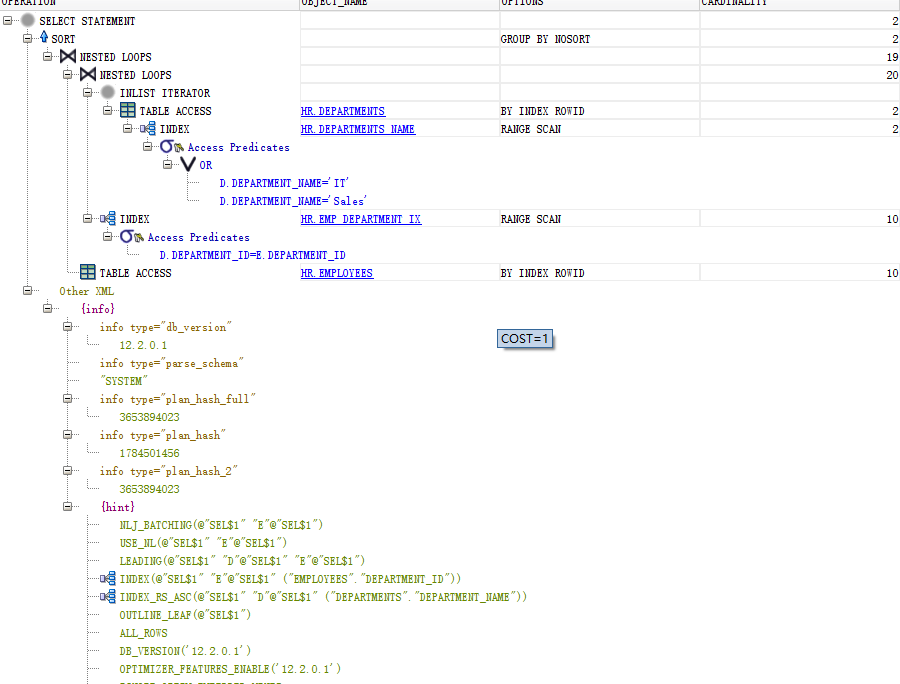 OPERATION OBJECT_NAME OPTIONS CARDINALITY
SELECT STATEMENT 2
SORT GROUP BY NOSORT 2
NESTED LOOPS 19
NESTED LOOPS 20
INLIST ITERATOR
TABLE ACCESS HR.DEPARTMENTS BY INDEX ROWID 2
INDEX HR.DEPARTMENTS_NAME RANGE SCAN 2
Access Predicates
OR
D.DEPARTMENT_NAME='IT'
D.DEPARTMENT_NAME='Sales'
INDEX HR.EMP_DEPARTMENT_IX RANGE SCAN 10
Access Predicates
D.DEPARTMENT_ID=E.DEPARTMENT_ID
TABLE ACCESS HR.EMPLOYEES BY INDEX ROWID 10
Other XML
{info}
info type="db_version"
COST=1
12.2.0.1
info type="parse_schema"
"SYSTEM"
info type="plan_hash_full"
3653894023
info type="plan_hash"
1784501456
info type="plan_hash_2"
3653894023
{hint}
NLJ_BATCHING(@"SEL$1" "E"@"SEL$1")
USE_NL(@"SEL$1" "E"@"SEL$1")
LEADING(@"SEL$1" "D"@"SEL$1" "E"@"SEL$1")
INDEX(@"SEL$1" "E"@"SEL$1" ("EMPLOYEES"."DEPARTMENT_ID"))
INDEX_RS_ASC(@"SEL$1" "D"@"SEL$1" ("DEPARTMENTS"."DEPARTMENT_NAME"))
OUTLINE_LEAF(@"SEL$1")
ALL_ROWS
DB_VERSION('12.2.0.1')
OPTIMIZER_FEATURES_ENABLE('12.2.0.1')